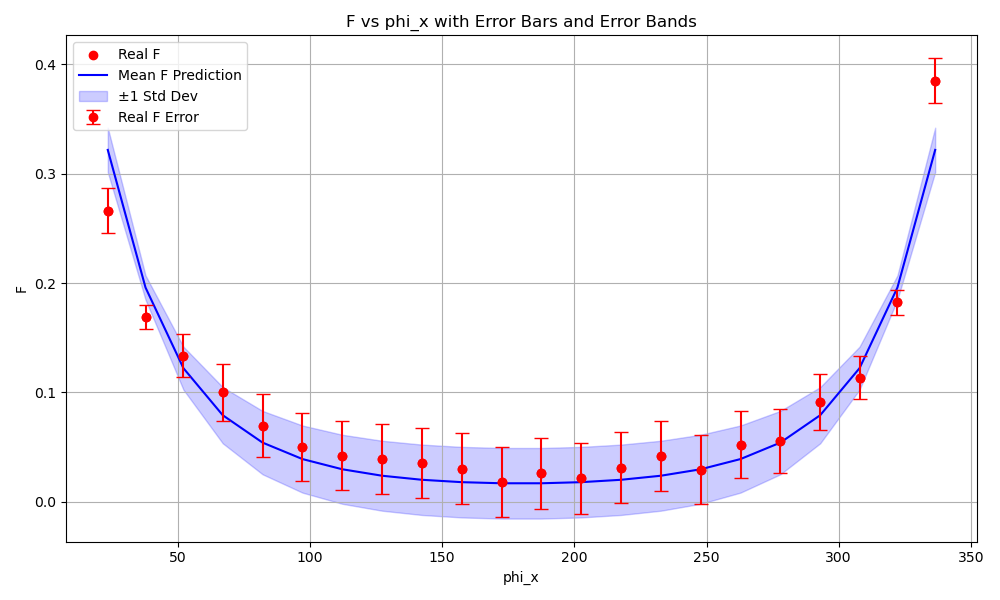 F vs phi_x with Error Bars and Error Bands
Real F
Mean F Prediction
±1 Std Dev
Real F Error
0.4
0.3
0.2
0.1
0.0
F
50
100
150
200
250
300
350
phi_x